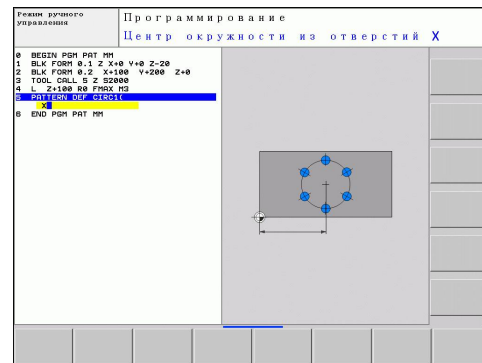 Режим ручного
управления
Программирование
Центр окружности из отверстий X
0 BEGIN PGM PAT MM
1 BLK FORM 0.1 Z X+0 Y+0 Z-20
2 BLK FORM 0.2 X+100 Y+200 Z+0
3 TOOL CALL 5 Z S2000
4 L Z+100 R0 FMAX M3
5 PATTERN DEF CIRC1(
X
6 END PGM PAT MM